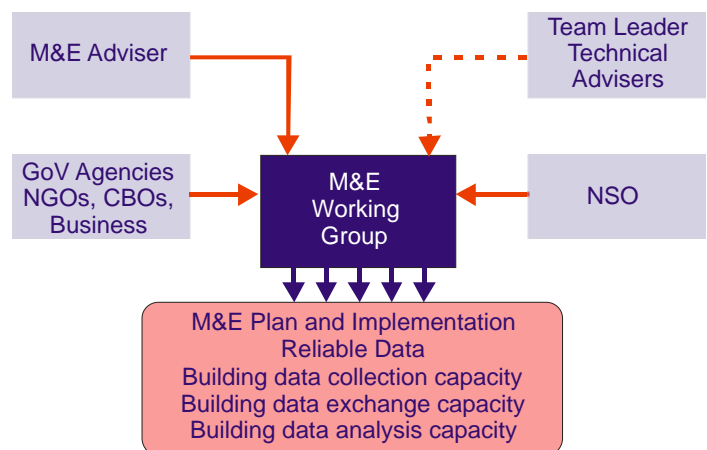 M&E Adviser
Team Leader
Technical
Advisers
GoV Agencies
NGOs, CBOs,
Business
M&E
Working
Group
NSO
M&E Plan and Implementation
Reliable Data
Building data collection capacity
Building data exchange capacity
Building data analysis capacity